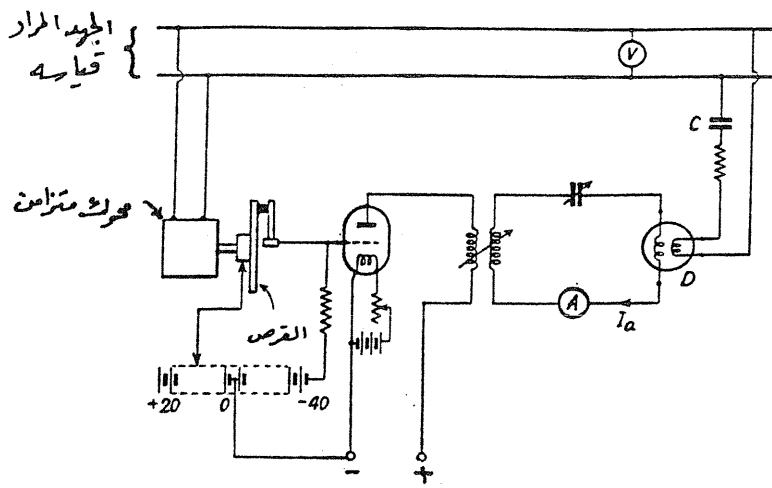 الجهد المراد
قياسه
V
C
محرك متزامن
القرص
D
A
Ia
+20
0
-40
-
+